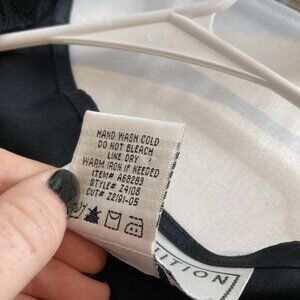 HAND WASH COLD
DO NOT BLEACH
LINE DRY
WARM IRON IF NEEDED
ITEM# A68283
STYLE# Z4108
CUT# Z2191-05